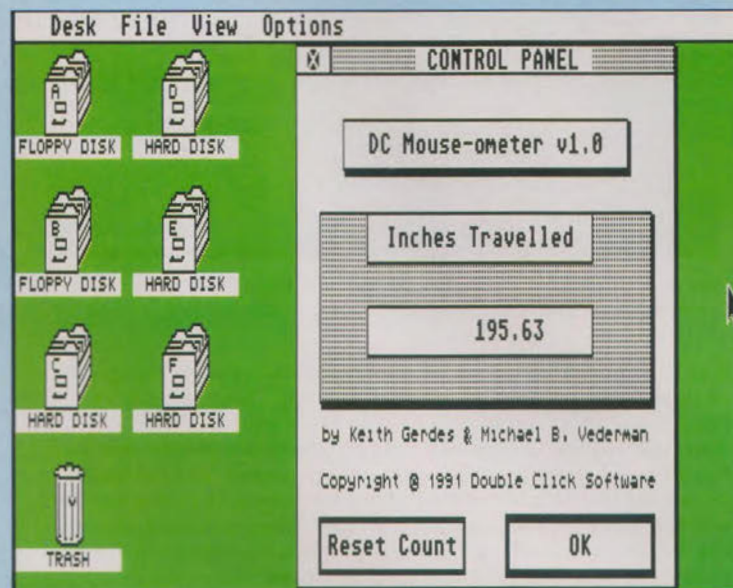 Desk File View Options
CONTROL PANEL
A
FLOPPY DISK
D
HARD DISK
B
FLOPPY DISK
E
HARD DISK
C
HARD DISK
F
HARD DISK
TRASH
DC Mouse-ometer v1.0
Inches Travelled
195.63
by Keith Gerdes & Michael B. Vederman
Copyright @ 1991 Double Click Software
Reset Count
OK